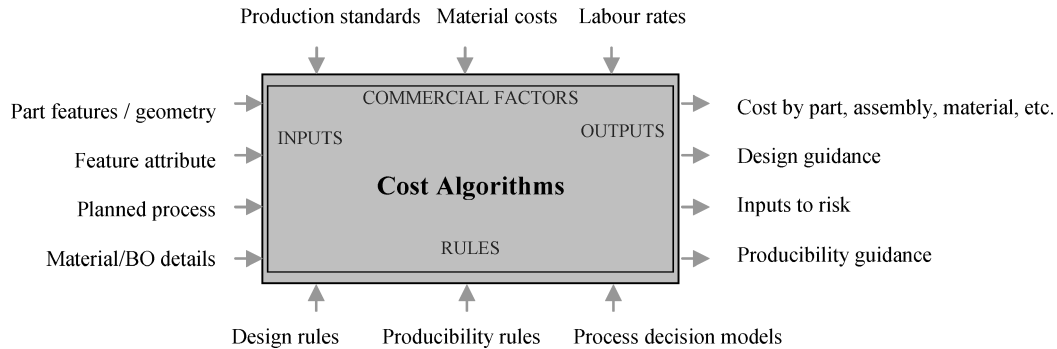 Production standards
Material costs
Labour rates
COMMERCIAL FACTORS
Part features / geometry
Cost by part, assembly, material, etc.
INPUTS
OUTPUTS
Feature attribute
Design guidance
Cost Algorithms
Planned process
Inputs to risk
RULES
Material/BO details
Producibility guidance
Design rules
Producibility rules
Process decision models